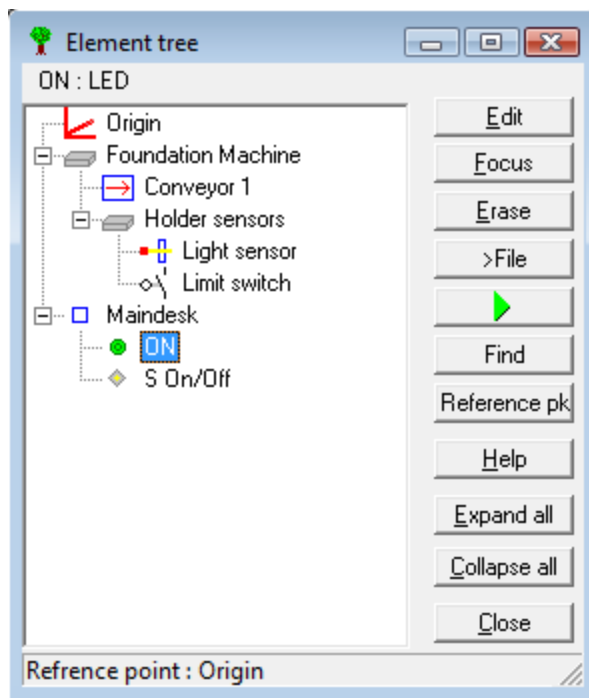 Element tree
ON : LED
Origin
Foundation Machine
Conveyor 1
Holder sensors
Light sensor
Limit switch
Maindesk
ON
S On/Off
Edit
Focus
Erase
>File
Find
Reference pk
Help
Expand all
Collapse all
Close
Refrence point : Origin